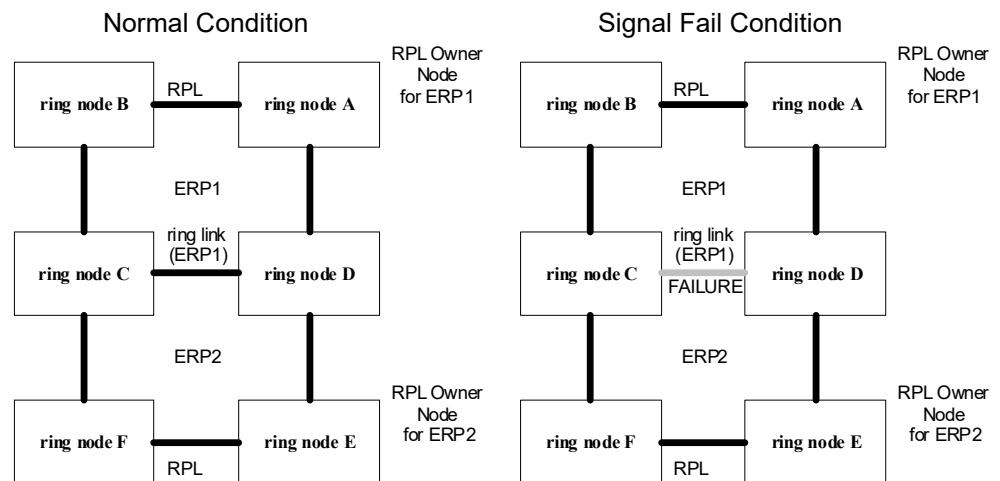 Normal Condition
RPL Owner
Node
for ERP1
ring node B
RPL
ring node A
ERP1
ring link
(ERP1)
ring node C
ring node D
ERP2
RPL Owner
Node
for ERP2
ring node F
RPL
ring node E
Signal Fail Condition
RPL Owner
Node
for ERP1
ring node B
RPL
ring node A
ERP1
ring link
(ERP1)
ring node C
FAILURE
ring node D
ERP2
RPL Owner
Node
for ERP2
ring node F
RPL
ring node E